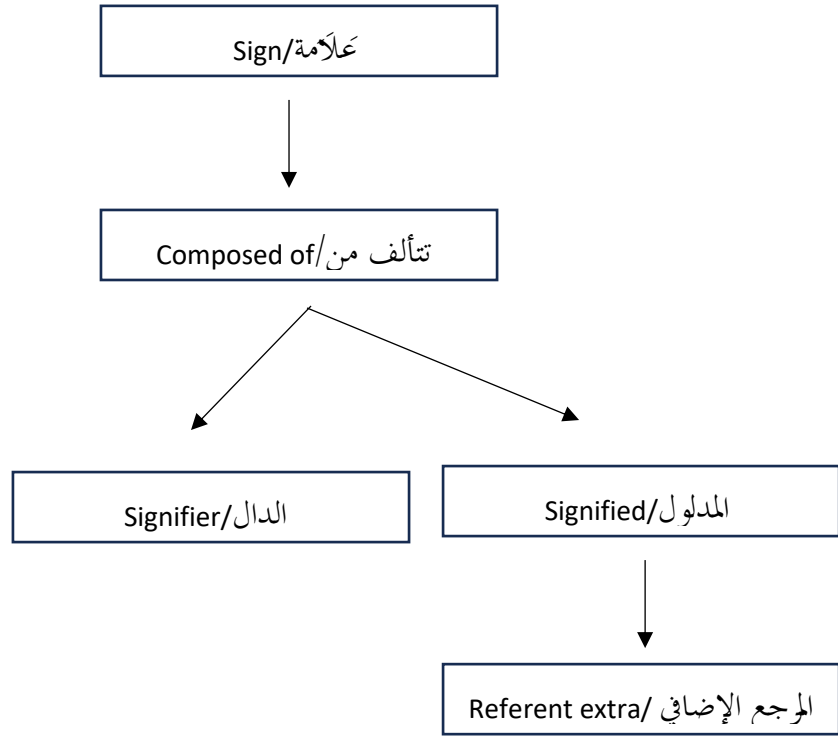 Sign/عَلاَمة
Composed of/تتألف من
Signifier/الدال
Signified/المدلول
Referent extra/ المرجع الإضافي